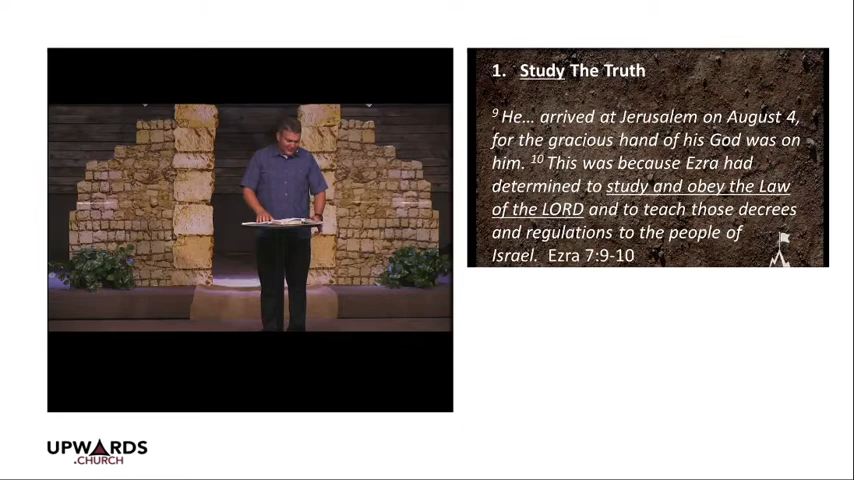 1. Study The Truth
9 He... arrived at Jerusalem on August 4,
for the gracious hand of his God was on
him. 10 This was because Ezra had
determined to study and obey the Law
of the LORD and to teach those decrees
and regulations to the people of
Israel. Ezra 7:9-10
UPWARDS
.CHURCH